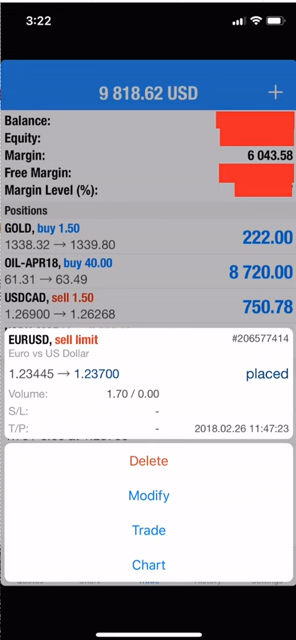 3:22
9 818.62 USD
Balance:
Equity:
Margin: 6 043.58
Free Margin:
Margin Level (%):
Positions
GOLD, buy 1.50
1338.32 → 1339.80 222.00
OIL-APR18, buy 40.00
61.31 → 63.49 8 720.00
USDCAD, sell 1.50
1.26900 → 1.26268 750.78
EURUSD, sell limit #206577414
Euro vs US Dollar
1.23445 → 1.23700 placed
Volume: 1.70 / 0.00
S/L: -
T/P: - 2018.02.26 11:47:23
Delete
Modify
Trade
Chart